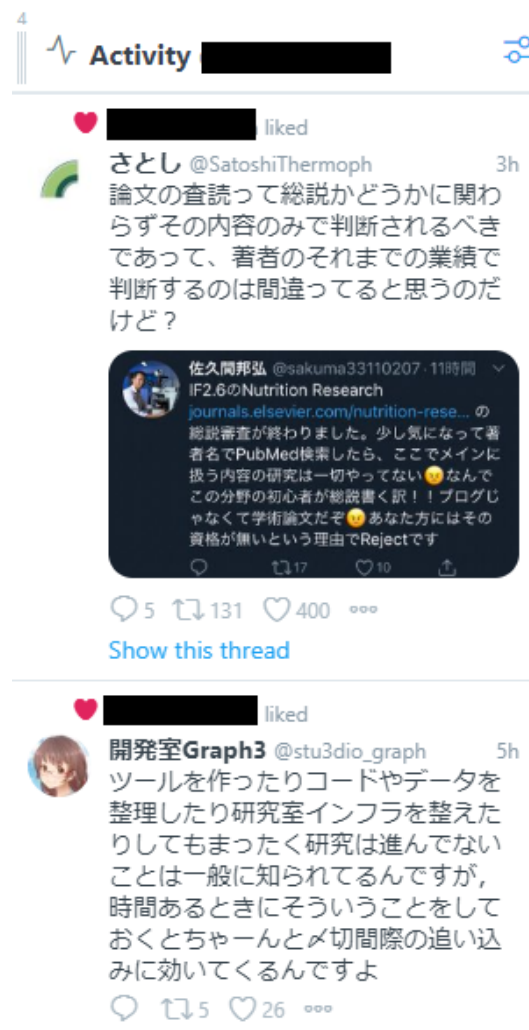 4
Activity
liked
さとし @SatoshiThermoph 3h
論文の査読って総説かどうかに関わ
らずその内容のみで判断されるべき
であって、著者のそれまでの業績で
判断するのは間違ってると思うのだ
けど？
佐久間邦弘 @sakuma33110207·11時間
IF2.6のNutrition Research
journals.elsevier.com/nutrition-rese... の
総説審査が終わりました。少し気になって著
者名でPubMed検索したら、ここでメインに
扱う内容の研究は一切やってない😠なんで
この分野の初心者が総説書く訳！！ブログじ
ゃなくて学術論文だぞ😠あなた方にはその
資格が無いという理由でRejectです
17 10
5 131 400
Show this thread
liked
開発室Graph3 @stu3dio_graph 5h
ツールを作ったりコードやデータを
整理したり研究室インフラを整えた
りしてもまったく研究は進んでない
ことは一般に知られてるんですが,
時間あるときにそういうことをして
おくとちゃーんと〆切間際の追い込
みに効いてくるんですよ
5 26